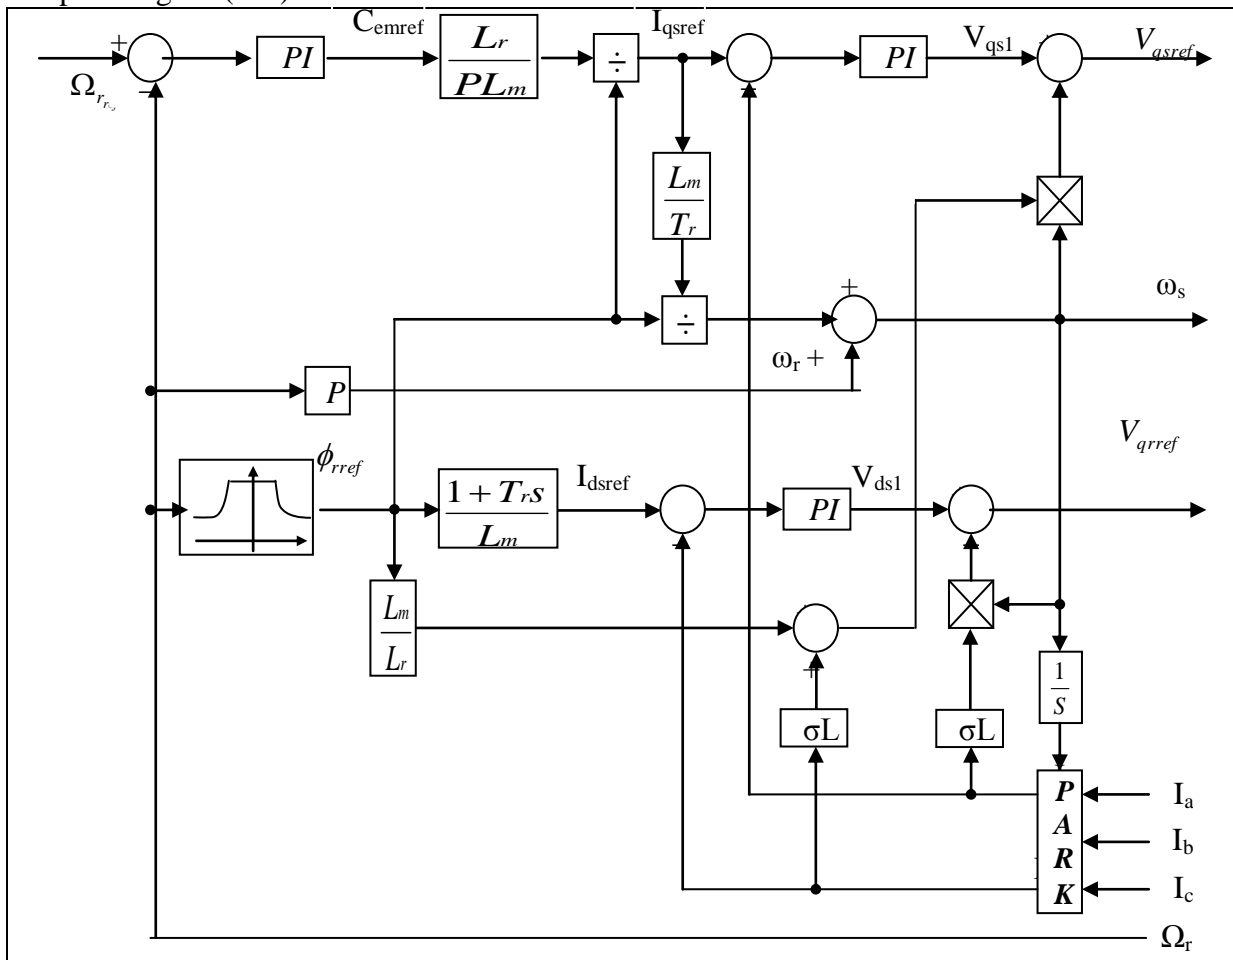 C_emref
I_qsref
V_qs1
V_qsref
+
PI
L_r
PL_m
÷
PI
Ω_r
−
L_m
T_r
+
÷
ω_s
ω_r +
P
V_qrref
ϕ_rref
1 + T_r s
L_m
I_dsref
V_ds1
PI
L_m
L_r
+
σL
σL
1
S
P
A
R
K
I_a
I_b
I_c
Ω_r